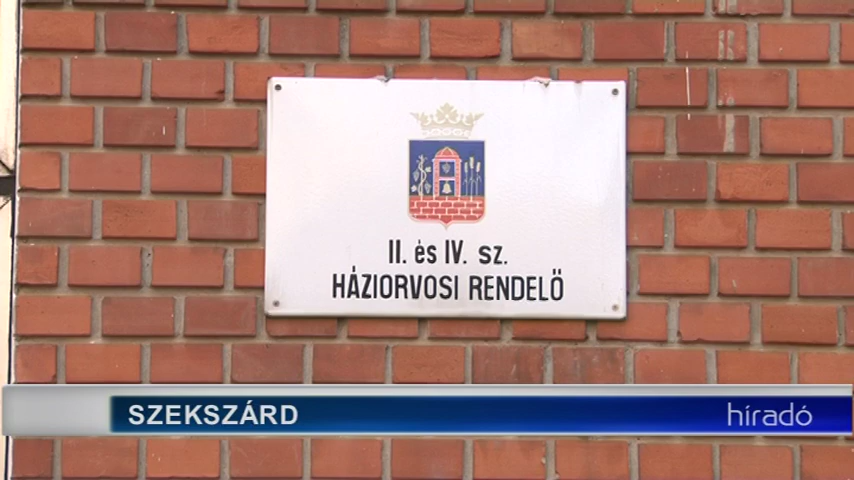 II. és IV. sz.
HÁZIORVOSI RENDELŐ
SZEKSZÁRD
híradó